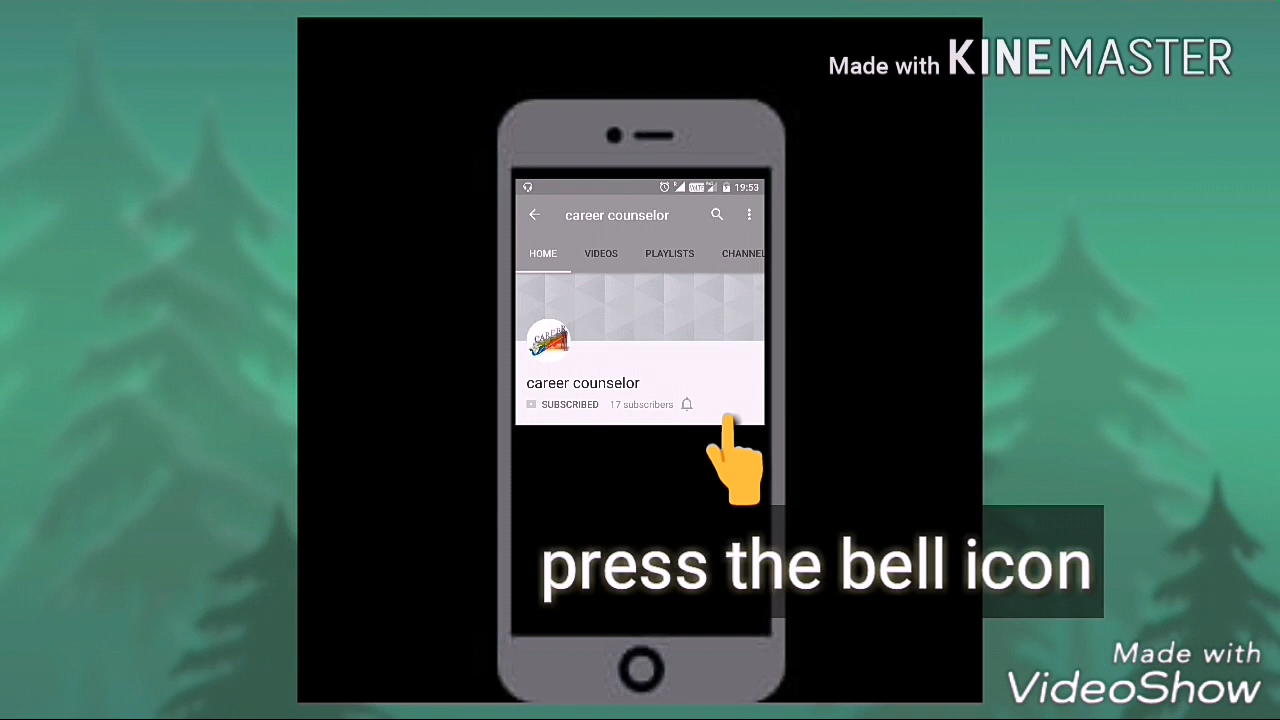 Made with KINEMASTER
19:53
career counselor
HOME VIDEOS PLAYLISTS CHANNEL
CAREER
career counselor
SUBSCRIBED 17 subscribers
press the bell icon
Made with
VideoShow